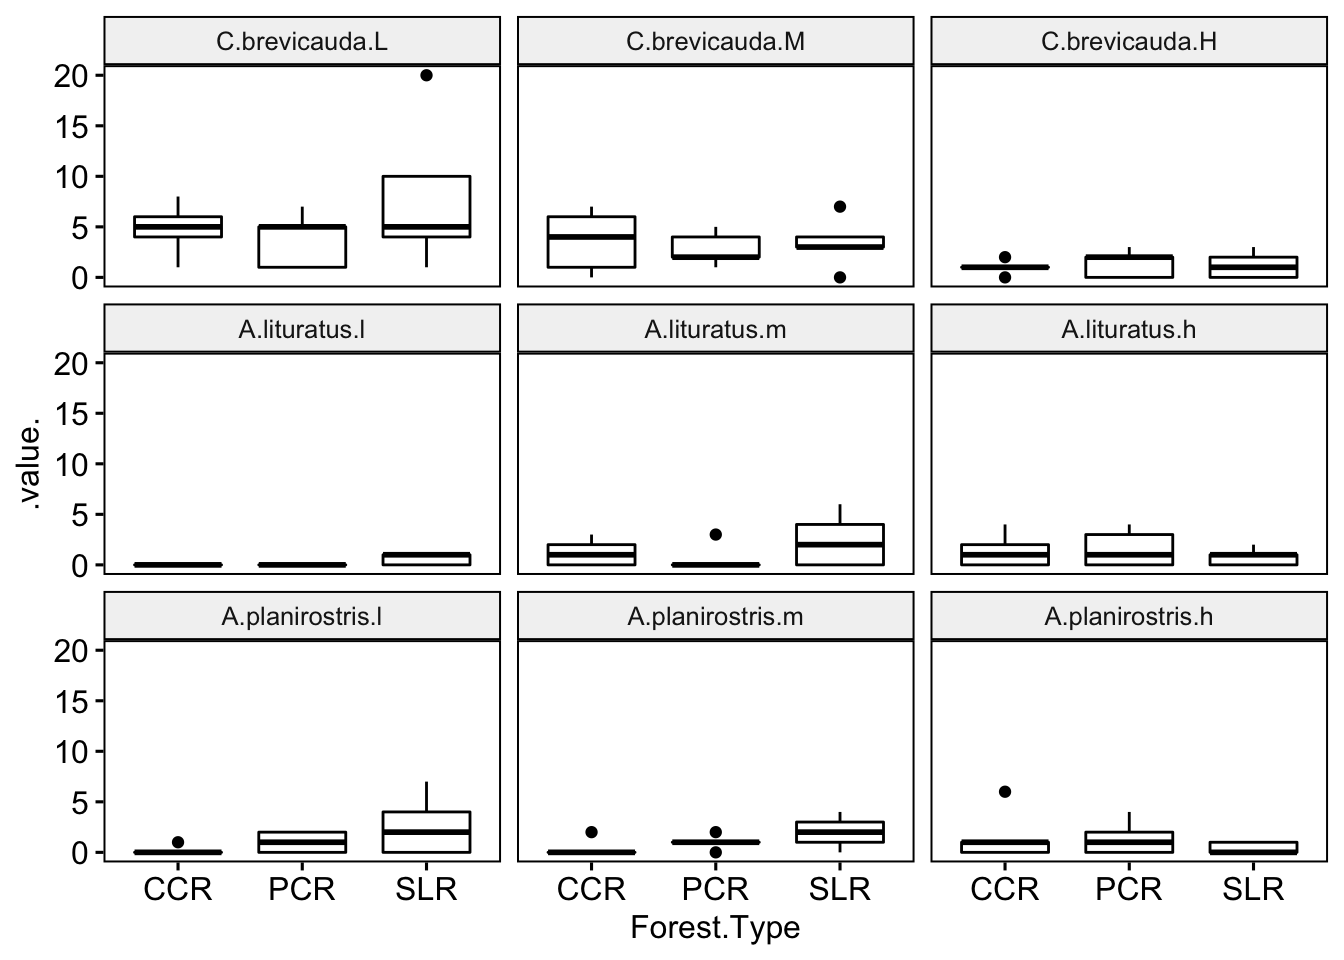 C.brevicauda.L C.brevicauda.M C.brevicauda.H
20
15
10
5
0
A.lituratus.l A.lituratus.m A.lituratus.h
20
15
10
5
0
.value.
A.planirostris.l A.planirostris.m A.planirostris.h
20
15
10
5
0
CCR PCR SLR CCR PCR SLR CCR PCR SLR
Forest.Type